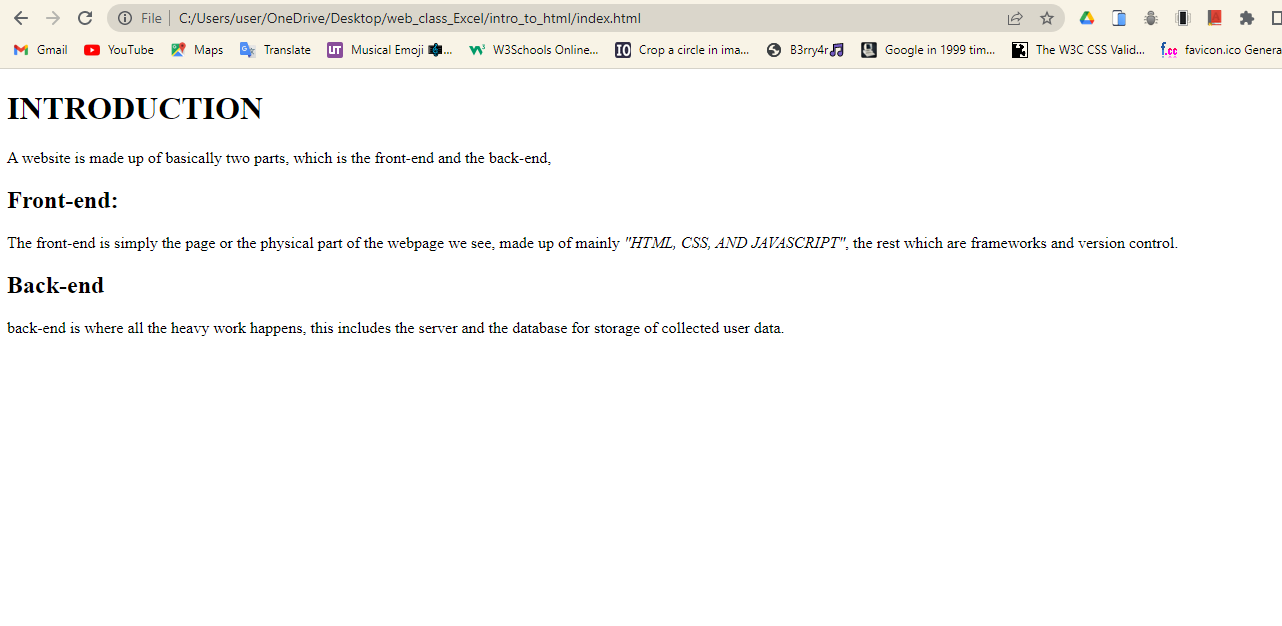 File C:/Users/user/OneDrive/Desktop/web_class_Excel/intro_to_html/index.html
Gmail YouTube Maps Translate UT Musical Emoji ... W3Schools Online... IO Crop a circle in ima... B3rry4r Google in 1999 tim... The W3C CSS Valid... f.cc favicon.ico Genera
INTRODUCTION
A website is made up of basically two parts, which is the front-end and the back-end,
Front-end:
The front-end is simply the page or the physical part of the webpage we see, made up of mainly "HTML, CSS, AND JAVASCRIPT", the rest which are frameworks and version control.
Back-end
back-end is where all the heavy work happens, this includes the server and the database for storage of collected user data.